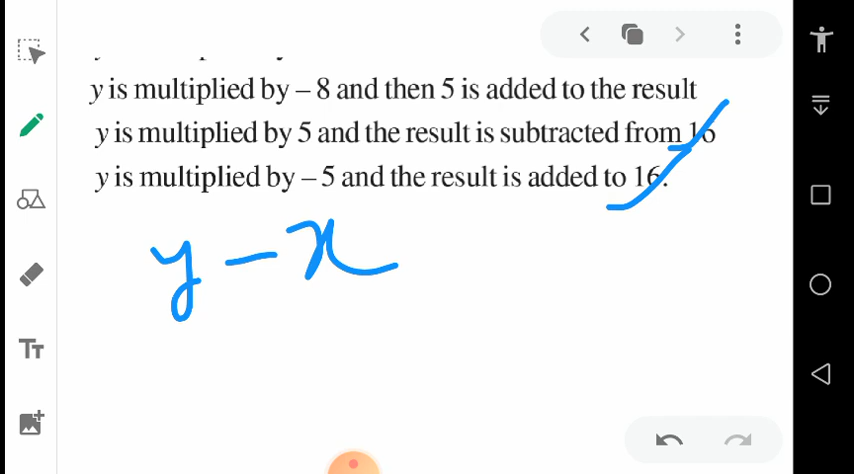 y is multiplied by – 8 and then 5 is added to the result
y is multiplied by 5 and the result is subtracted from 16
y is multiplied by – 5 and the result is added to 16.
y – x
TT